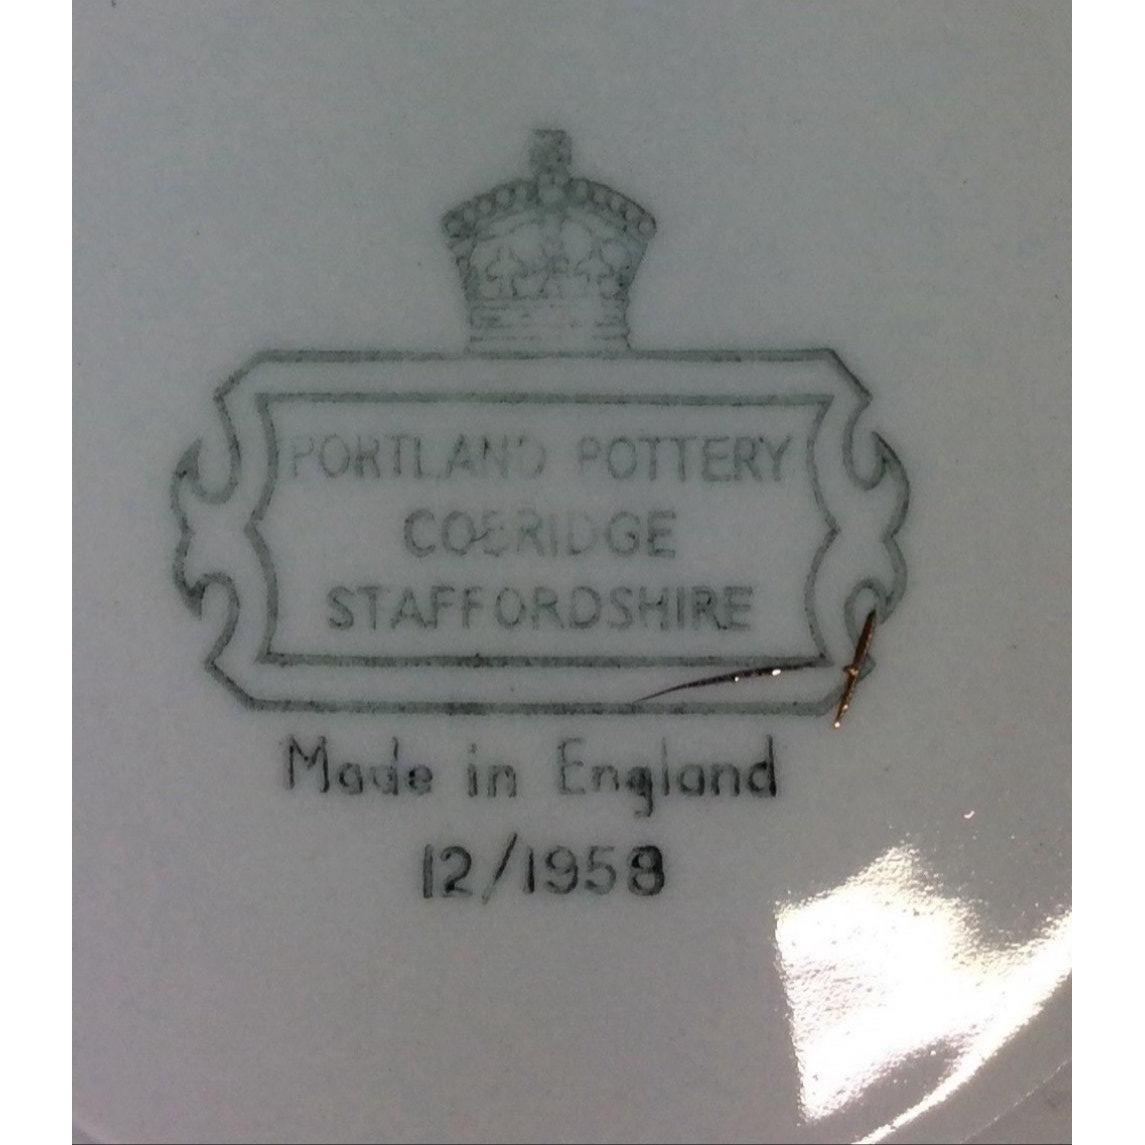 PORTLAND POTTERY
COBRIDGE
STAFFORDSHIRE
Made in England
12/1958